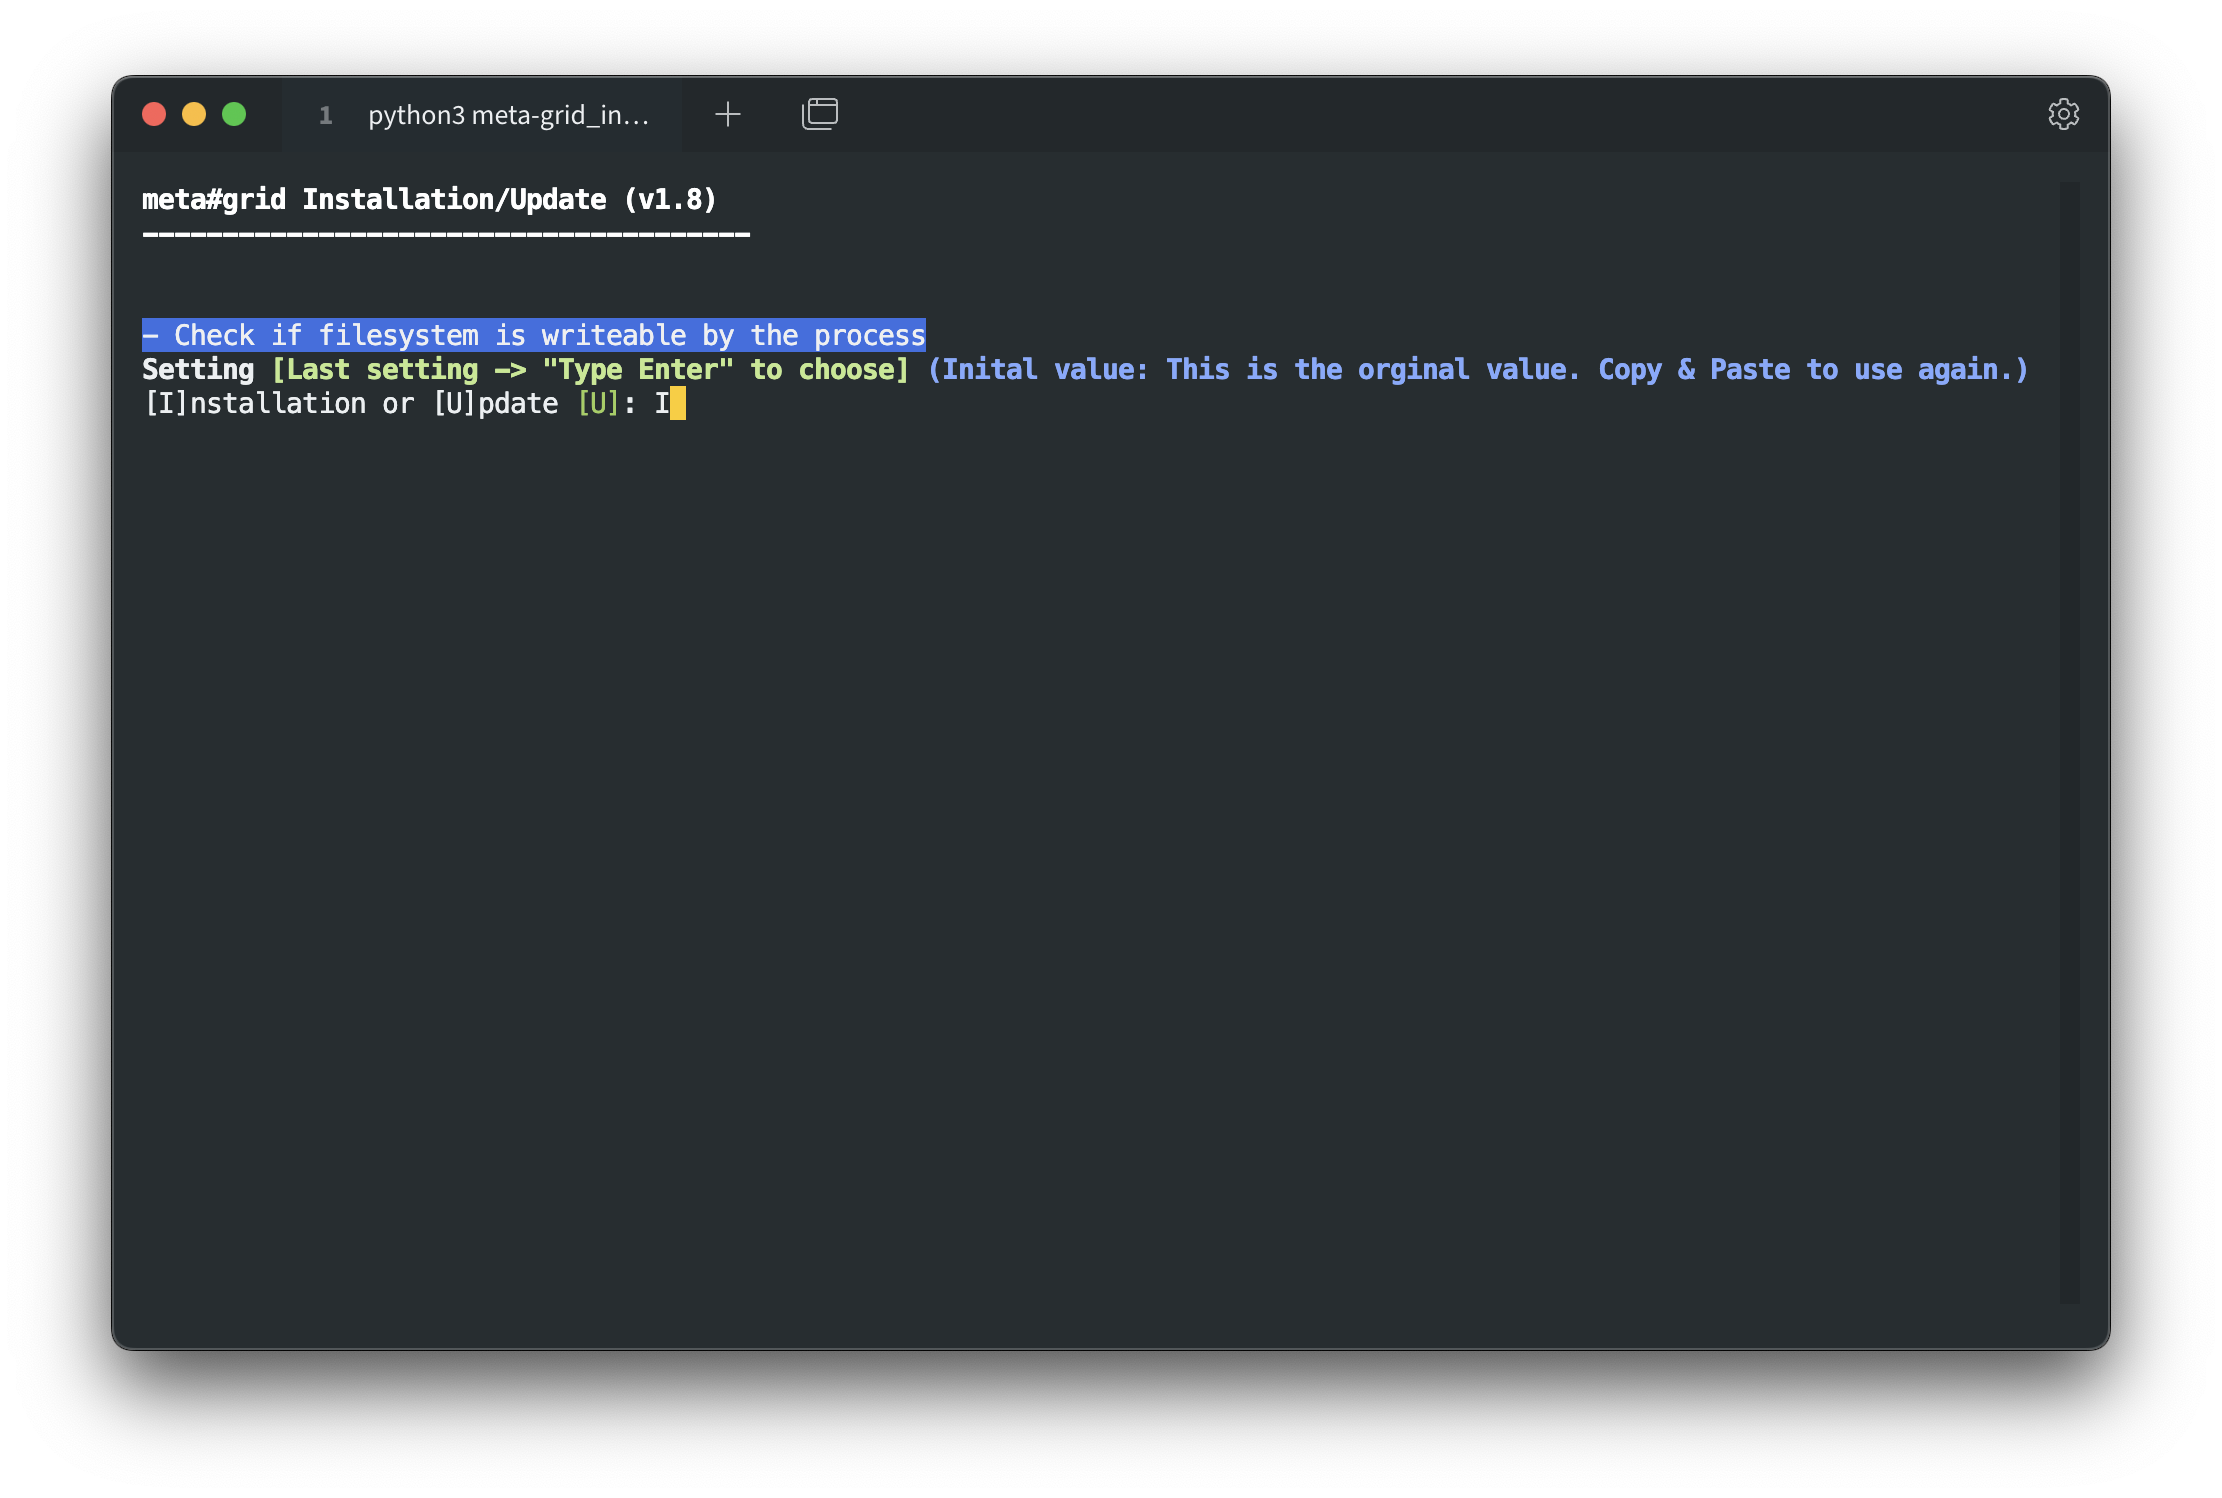 1 python3 meta-grid_in…
meta#grid Installation/Update (v1.8)
--------------------------------------
- Check if filesystem is writeable by the process
Setting [Last setting -> "Type Enter" to choose] (Inital value: This is the orginal value. Copy & Paste to use again.)
[I]nstallation or [U]pdate [U]: I